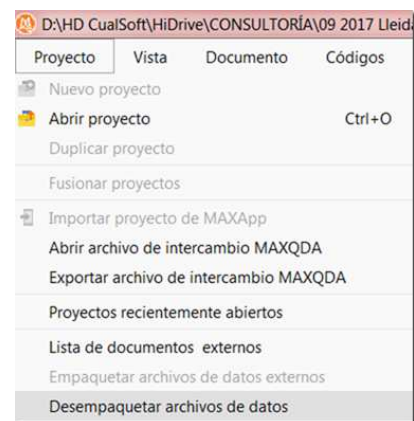 D:\HD CualSoft\HiDrive\CONSULTORÍA\09 2017 Lleida
Proyecto Vista Documento Códigos
Nuevo proyecto
Abrir proyecto Ctrl+O
Duplicar proyecto
Fusionar proyectos
Importar proyecto de MAXApp
Abrir archivo de intercambio MAXQDA
Exportar archivo de intercambio MAXQDA
Proyectos recientemente abiertos
Lista de documentos externos
Empaquetar archivos de datos externos
Desempaquetar archivos de datos